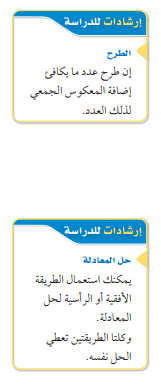 إرشادات للدراسة
الطرح
إن طرح عدد ما يكافئ
إضافة المعكوس الجمعي
لذلك العدد.
إرشادات للدراسة
حل المعادلة
يمكنك استعمال الطريقة
الأفقية أو الرأسية لحل
المعادلة.
وكلتا الطريقتين تعطي
الحل نفسه.